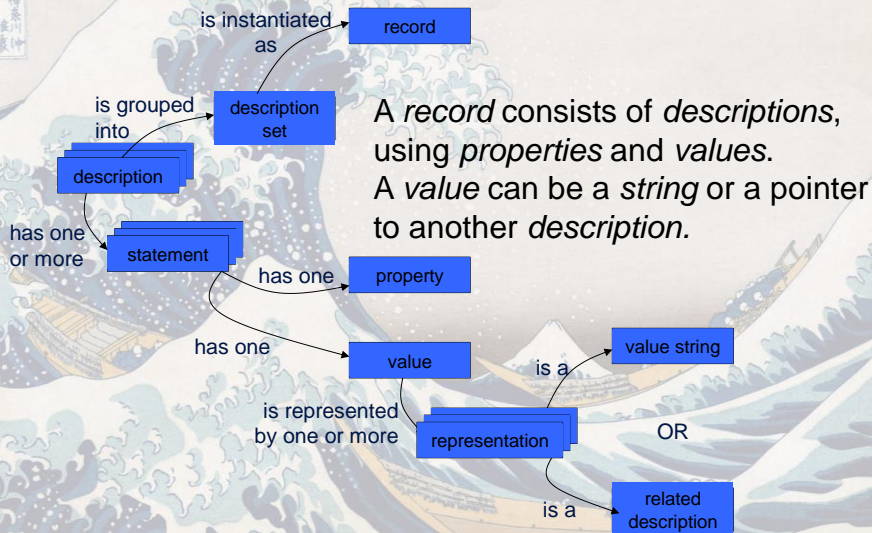 is instantiated
as
record
is grouped
into
description
set
A record consists of descriptions,
using properties and values.
A value can be a string or a pointer
to another description.
description
has one
or more
statement
has one
property
has one
value
value string
is a
is represented
by one or more
representation
OR
is a
related
description